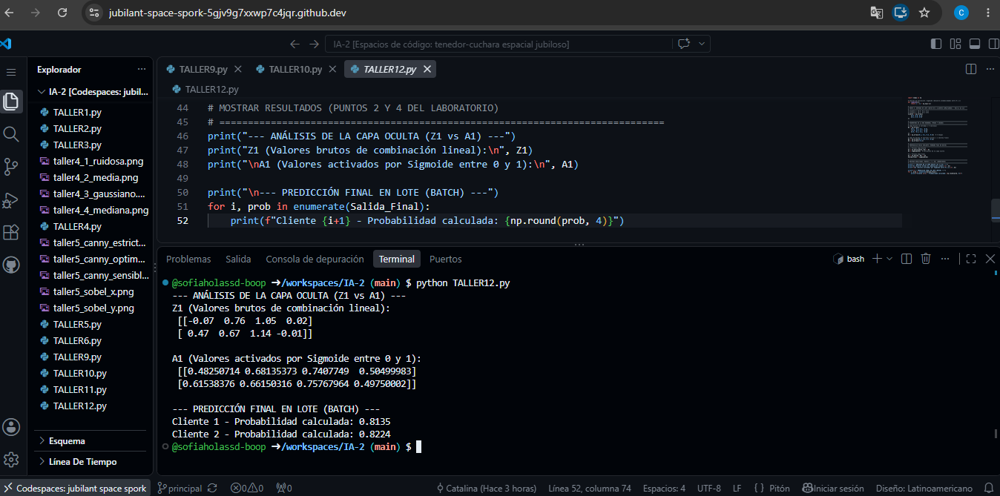 jubilant-space-spork-5gjv9g7xxwp7c4jqr.github.dev
C
IA-2 [Espacios de código: tenedor-cuchara espacial jubiloso]
Explorador
IA-2 [Codespaces: jubil...
TALLER1.py
TALLER2.py
TALLER3.py
taller4_1_ruidosa.png
taller4_2_media.png
taller4_3_gaussiano....
taller4_4_mediana.png
TALLER4.py
taller5_canny_estrict...
taller5_canny_optim...
taller5_canny_sensibl...
taller5_sobel_x.png
taller5_sobel_y.png
TALLER5.py
TALLER6.py
TALLER9.py
TALLER10.py
TALLER11.py
TALLER12.py
Esquema
Línea De Tiempo
TALLER9.py TALLER10.py TALLER12.py
TALLER12.py
44 # MOSTRAR RESULTADOS (PUNTOS 2 Y 4 DEL LABORATORIO)
45 # =============================================================================
46 print("--- ANÁLISIS DE LA CAPA OCULTA (Z1 vs A1) ---")
47 print("Z1 (Valores brutos de combinación lineal):\n", Z1)
48 print("\nA1 (Valores activados por Sigmoide entre 0 y 1):\n", A1)
49
50 print("\n--- PREDICCIÓN FINAL EN LOTE (BATCH) ---")
51 for i, prob in enumerate(Salida_Final):
52 print(f"Cliente {i+1} - Probabilidad calculada: {np.round(prob, 4)}")
Problemas Salida Consola de depuración Terminal Puertos
bash
@sofiaholassd-boop ➜/workspaces/IA-2 (main) $ python TALLER12.py
--- ANÁLISIS DE LA CAPA OCULTA (Z1 vs A1) ---
Z1 (Valores brutos de combinación lineal):
[[-0.07 0.76 1.05 0.02]
[ 0.47 0.67 1.14 -0.01]]
A1 (Valores activados por Sigmoide entre 0 y 1):
[[0.48250714 0.68135373 0.7407749 0.50499983]
[0.61538376 0.66150316 0.75767964 0.49750002]]
--- PREDICCIÓN FINAL EN LOTE (BATCH) ---
Cliente 1 - Probabilidad calculada: 0.8135
Cliente 2 - Probabilidad calculada: 0.8224
@sofiaholassd-boop ➜/workspaces/IA-2 (main) $
Codespaces: jubilant space spork principal 0 0 0 Catalina (Hace 3 horas) Línea 52, columna 74 Espacios: 4 UTF-8 LF { } Pitón Iniciar sesión Diseño: Latinoamericano